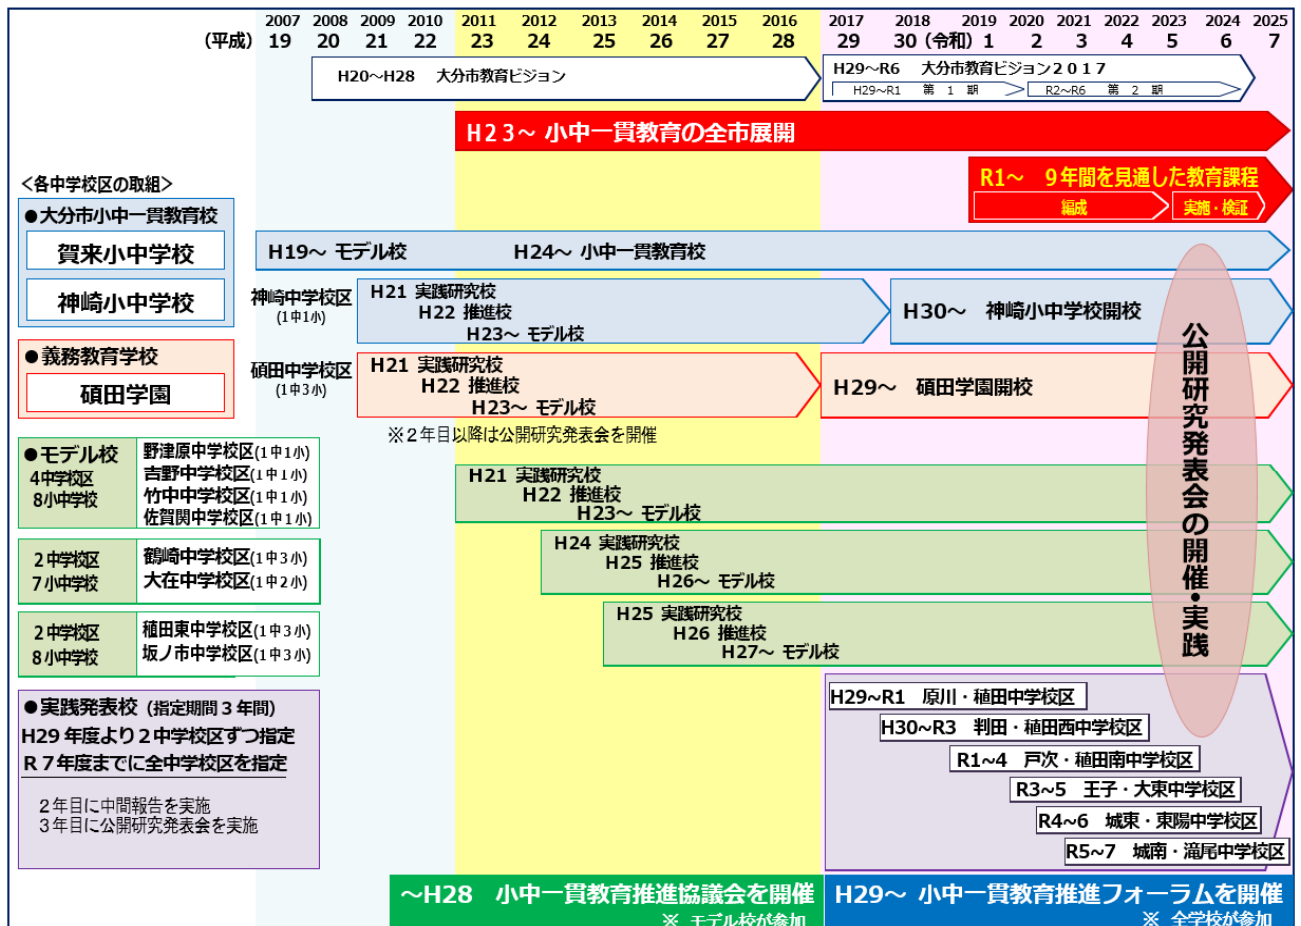 2007 2008 2009 2010 2011 2012 2013 2014 2015 2016 2017 2018 2019 2020 2021 2022 2023 2024 2025
(平成) 19 20 21 22 23 24 25 26 27 28 29 30 (令和) 1 2 3 4 5 6 7
H20～H28 大分市教育ビジョン
H29～R6 大分市教育ビジョン２０１７
H29～R1 第 1 期
R2～R6 第 2 期
H２３～ 小中一貫教育の全市展開
R1～ ９年間を見通した教育課程
編成
実施・検証
＜各中学校区の取組＞
●大分市小中一貫教育校
賀来小中学校
H19～ モデル校
H24～ 小中一貫教育校
神崎小中学校
神崎中学校区
(1中1小)
H21 実践研究校
H22 推進校
H23～ モデル校
H30～ 神崎小中学校開校
●義務教育学校
碩田学園
碩田中学校区
(1中3小)
H21 実践研究校
H22 推進校
H23～ モデル校
H29～ 碩田学園開校
※２年目以降は公開研究発表会を開催
●モデル校
4中学校区
8小中学校
野津原中学校区(1中1小)
吉野中学校区(1中1小)
竹中中学校区(1中1小)
佐賀関中学校区(1中1小)
H21 実践研究校
H22 推進校
H23～ モデル校
2中学校区
7小中学校
鶴崎中学校区(1中3小)
大在中学校区(1中2小)
H24 実践研究校
H25 推進校
H26～ モデル校
2中学校区
8小中学校
稙田東中学校区(1中3小)
坂ノ市中学校区(1中3小)
H25 実践研究校
H26 推進校
H27～ モデル校
公開研究発表会の開催・実践
●実践発表校（指定期間３年間）
H29年度より２中学校区ずつ指定
R７年度までに全中学校区を指定
２年目に中間報告を実施
３年目に公開研究発表会を実施
H29～R1 原川・稙田中学校区
H30～R3 判田・稙田西中学校区
R1～4 戸次・稙田南中学校区
R3～5 王子・大東中学校区
R4～6 城東・東陽中学校区
R5～7 城南・滝尾中学校区
～H28 小中一貫教育推進協議会を開催
※ モデル校が参加
H29～ 小中一貫教育推進フォーラムを開催
※ 全学校が参加